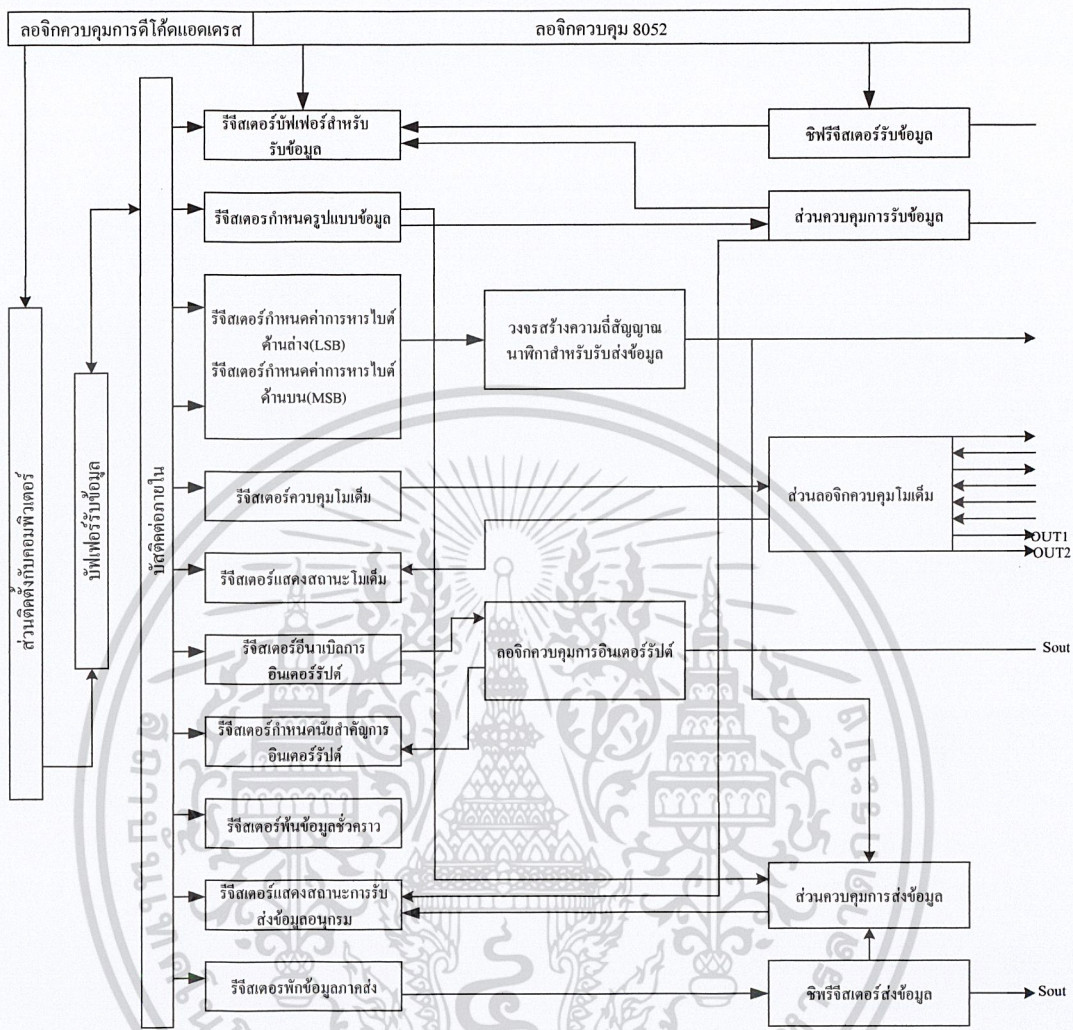 ลอจิกควบคุมการดีโค้ดแอดเดรส
ลอจิกควบคุม 8052
รีจีสเตอร์บัฟเฟอร์สำหรับ
รับข้อมูล
ชิฟรีจีสเตอร์รับข้อมูล
รีจีสเตอรกำหนดรูปแบบข้อมูล
ส่วนควบคุมการรับข้อมูล
รีจีสเตอร์กำหนดค่าการหารไบต์
ด้านล่าง(LSB)
รีจีสเตอร์กำหนดค่าการหารไบต์
ด้านบน(MSB)
วงจรสร้างความถี่สัญญาณ
นาฬิกาสำหรับรับส่งข้อมูล
ส่วนติดตั้งกับคอมพิวเตอร์
บัฟเฟอร์รับข้อมูล
บัสติดต่อภายใน
รีจีสเตอร์ควบคุมโมเด็ม
ส่วนลอจิกควบคุมโมเด็ม
OUT1
OUT2
รีจีสเตอร์แสดงสถานะโมเด็ม
รีจีสเตอร์อีนาเบิลการ
อินเตอร์รัปต์
ลอจิกควบคุมการอินเตอร์รัปต์
Sout
รีจีสเตอร์กำหนดนัยสำคัญการ
อินเตอร์รัปต์
รีจีสเตอร์พ้นข้อมูลชั่วคราว
รีจีสเตอร์แสดงสถานะการรับ
ส่งข้อมูลอนุกรม
ส่วนควบคุมการส่งข้อมูล
รีจีสเตอรพักข้อมูลภาคส่ง
ชิพรีจีสเตอร์ส่งข้อมูล
Sout